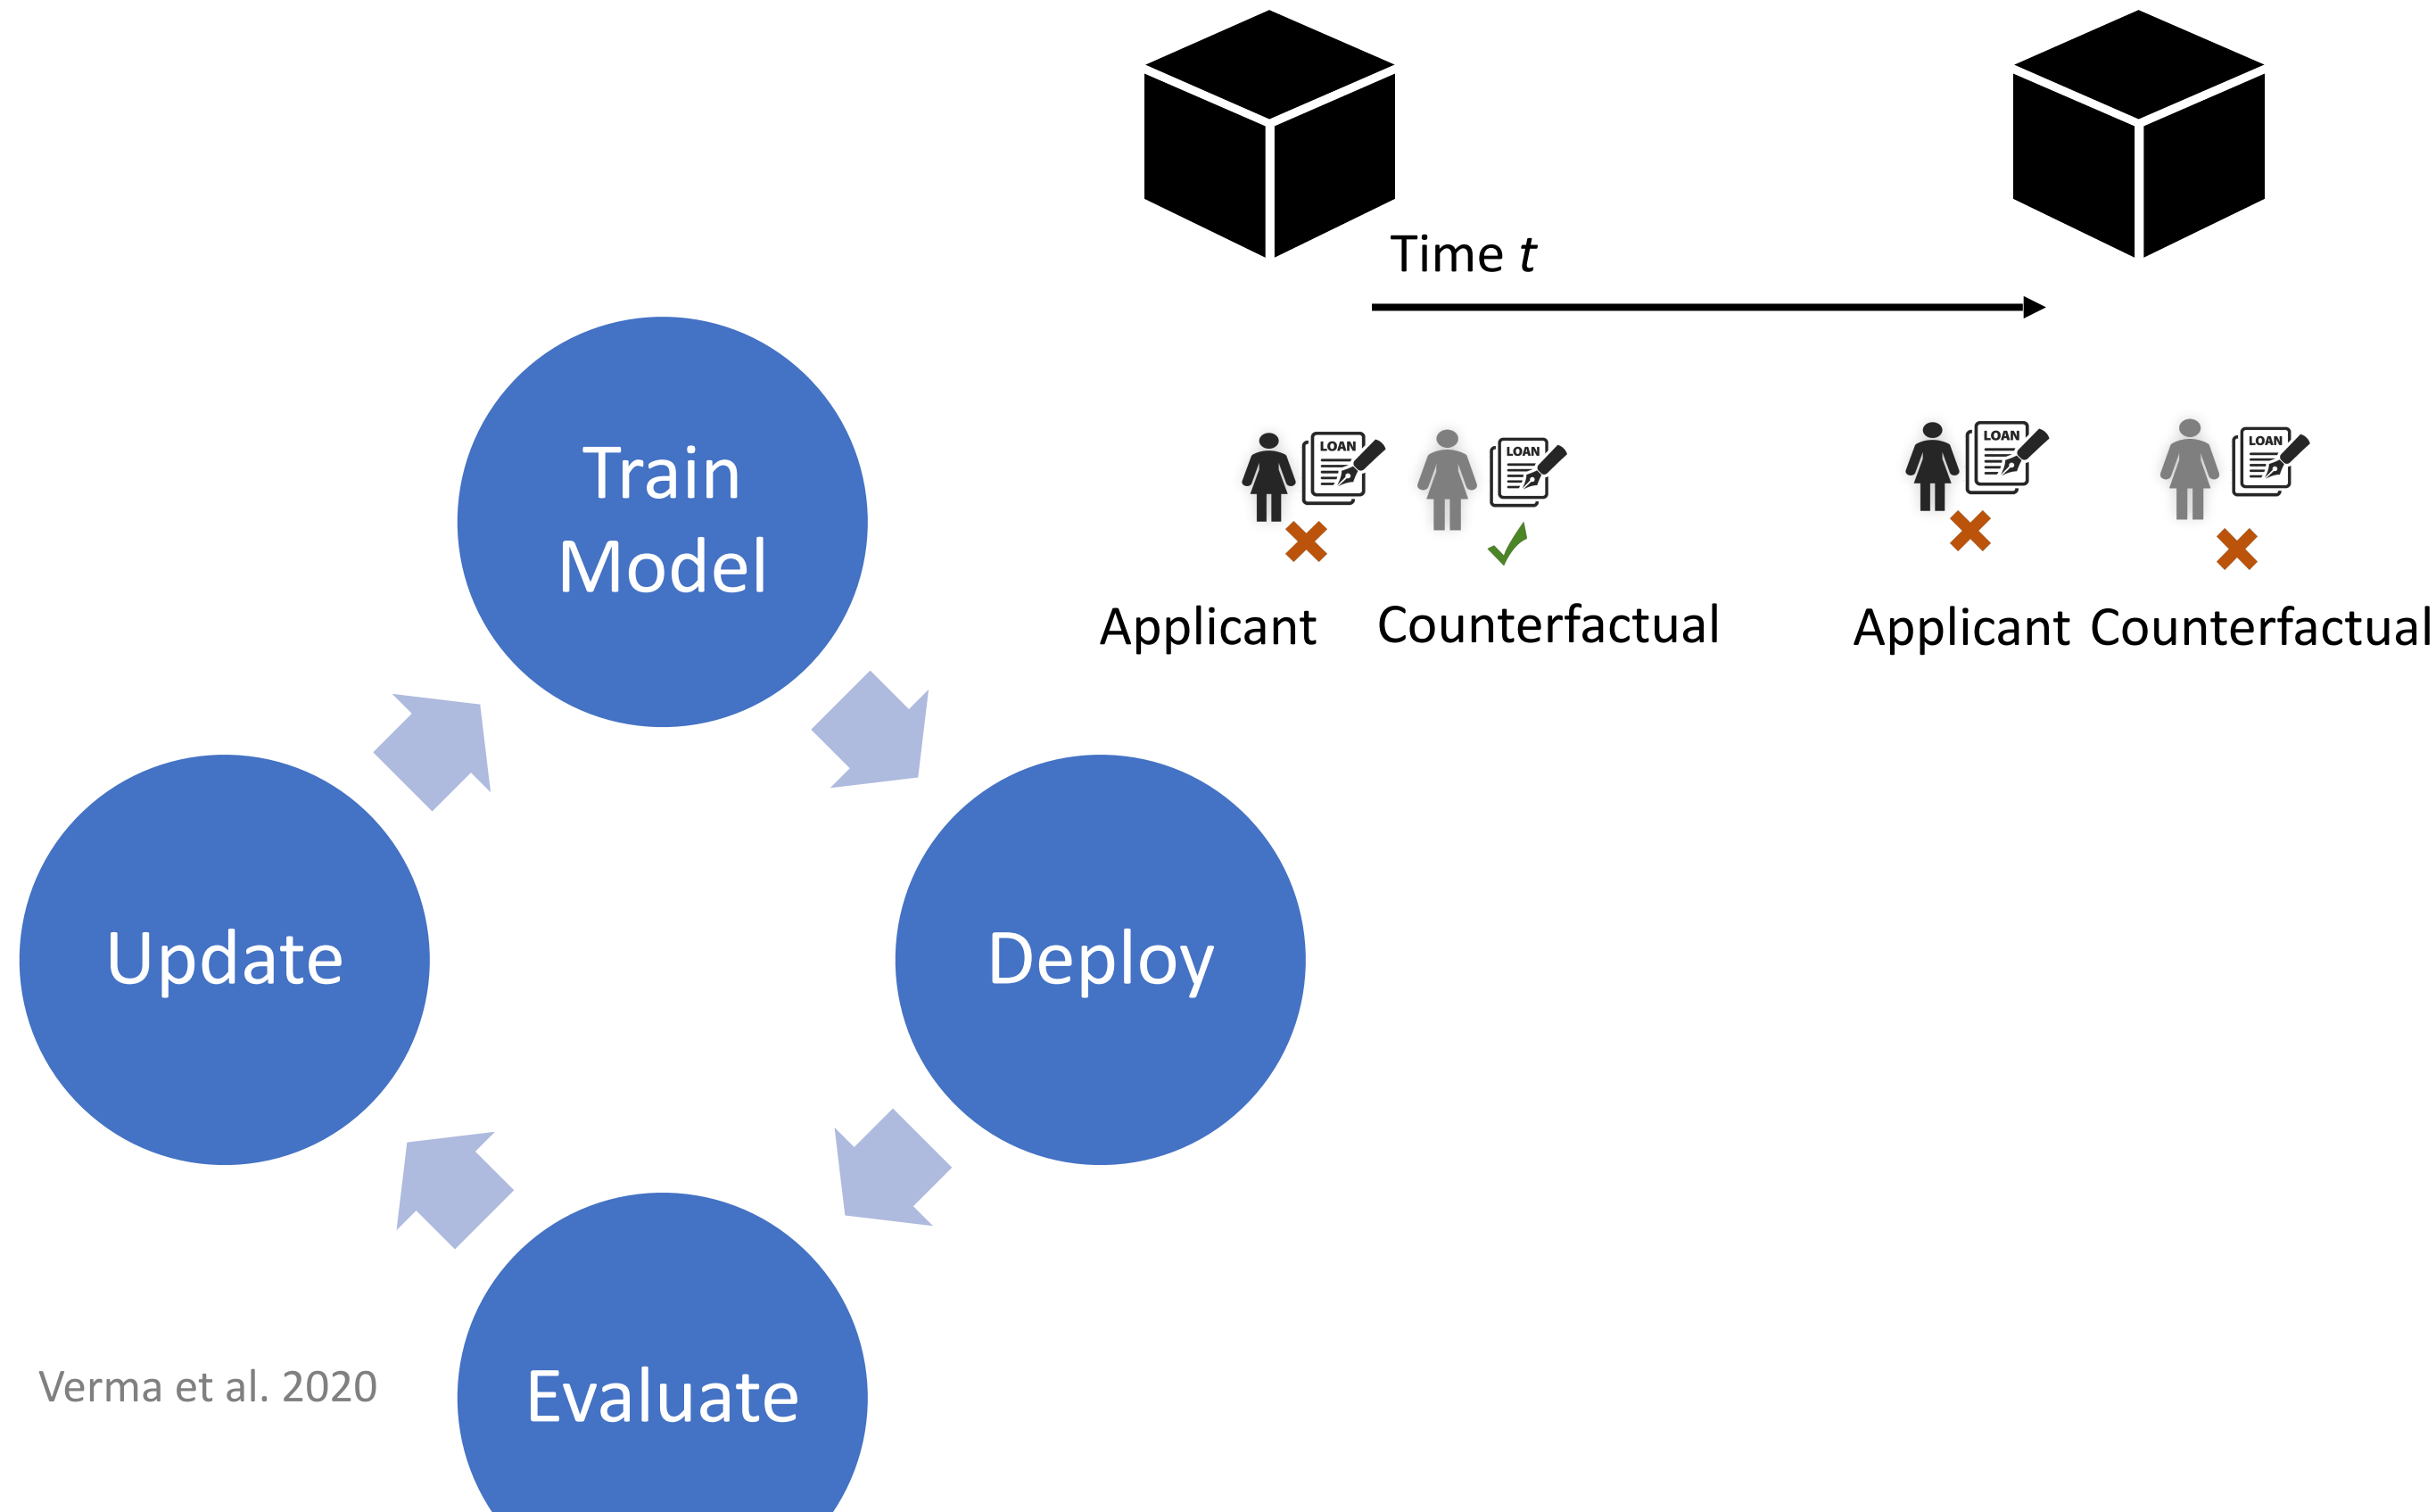 Time t
LOAN
LOAN
LOAN
LOAN
Applicant
Counterfactual
Applicant
Counterfactual
Train
Model
Deploy
Evaluate
Update
Verma et al. 2020